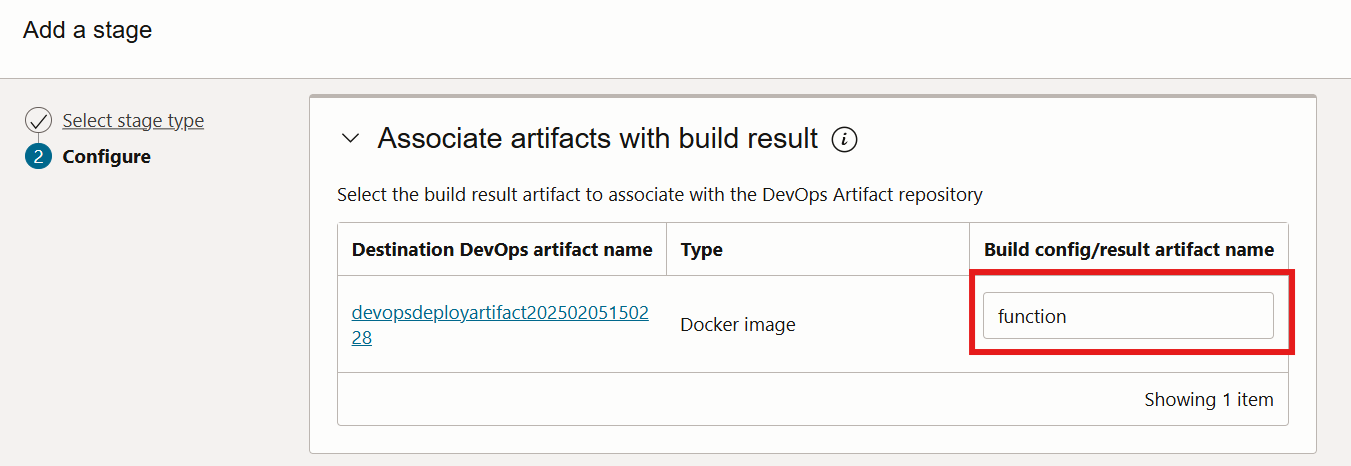 Add a stage
Select stage type
2 Configure
Associate artifacts with build result i
Select the build result artifact to associate with the DevOps Artifact repository
Destination DevOps artifact name Type Build config/result artifact name
devopsdeployartifact202502051502
28
Docker image
function
Showing 1 item